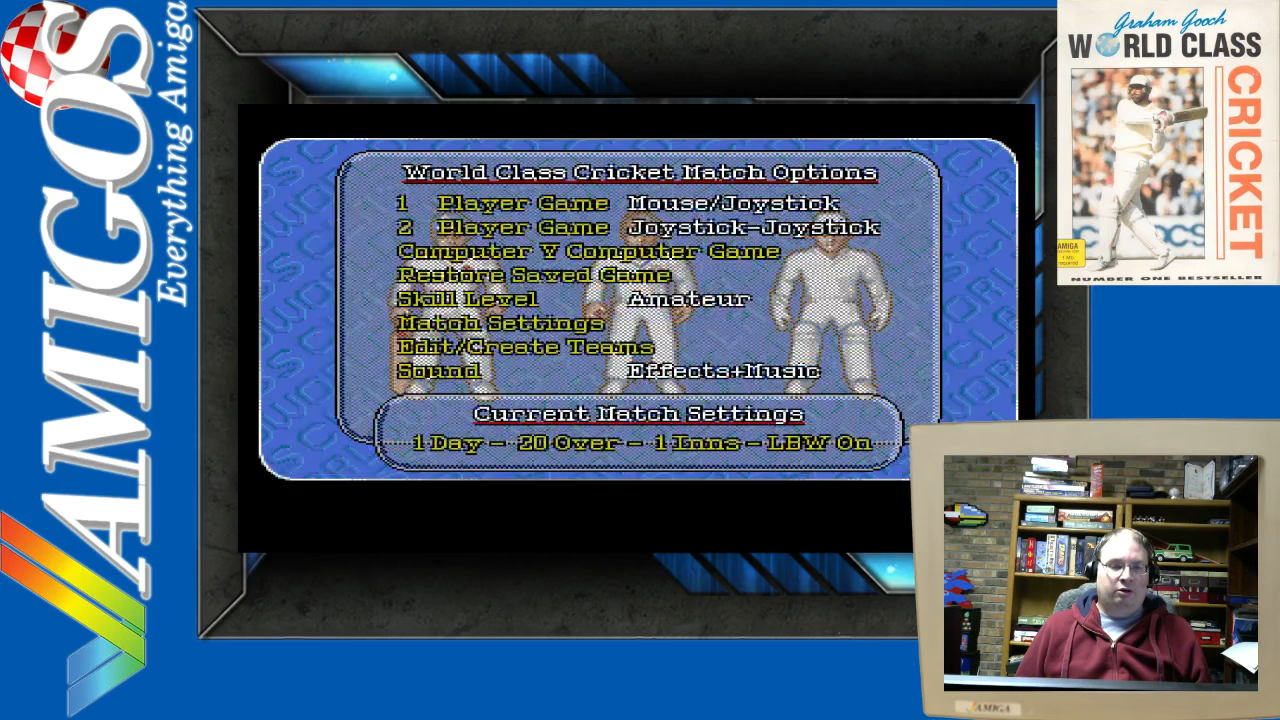 AMIGOS
Everything Amiga
Graham Gooch
WORLD CLASS
CRICKET
AMIGA
NUMBER ONE BESTSELLER
World Class Cricket Match Options
1 Player Game Mouse/Joystick
2 Player Game Joystick-Joystick
Computer V Computer Game
Restore Saved Game
Skill Level Amateur
Match Settings
Edit/Create Teams
Sound Effects+Music
Current Match Settings
1 Day - 20 Over - 1 Inns - LBW On
AMIGA